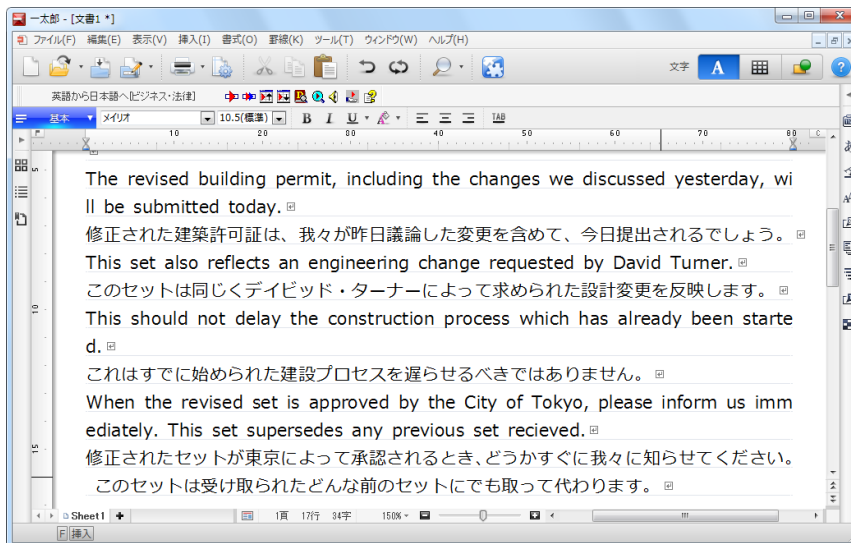 一太郎 - [文書1 *]
ファイル(F) 編集(E) 表示(V) 挿入(I) 書式(O) 罫線(K) ツール(T) ウィンドウ(W) ヘルプ(H)
文字 A
英語から日本語へ[ビジネス・法律]
基本 メイリオ 10.5(標準) B I U TAB
10 20 30 40 50 60 70 80
The revised building permit, including the changes we discussed yesterday, wi
ll be submitted today.
修正された建築許可証は、我々が昨日議論した変更を含めて、今日提出されるでしょう。
This set also reflects an engineering change requested by David Turner.
このセットは同じくデイビッド・ターナーによって求められた設計変更を反映します。
This should not delay the construction process which has already been starte
d.
これはすでに始められた建設プロセスを遅らせるべきではありません。
When the revised set is approved by the City of Tokyo, please inform us imm
ediately. This set supersedes any previous set recieved.
修正されたセットが東京によって承認されるとき、どうかすぐに我々に知らせてください。
このセットは受け取られたどんな前のセットにでも取って代わります。
Sheet1 1頁 17行 34字 150%
F 挿入